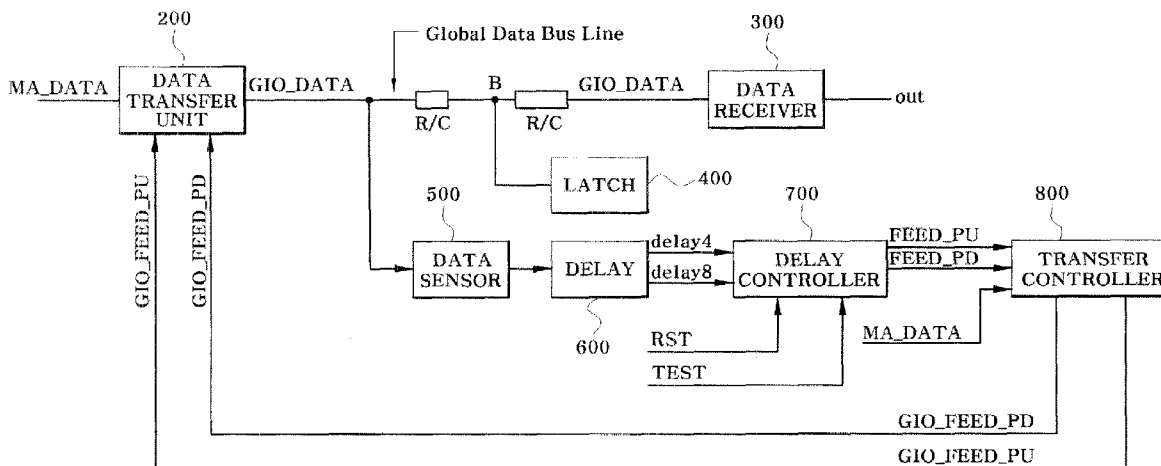 200
Global Data Bus Line
300
MA_DATA
DATA
TRANSFER
UNIT
GIO_DATA
B
GIO_DATA
DATA
RECEIVER
out
R/C
R/C
LATCH
400
GIO_FEED_PU
GIO_FEED_PD
500
700
800
DATA
SENSOR
DELAY
delay4
delay8
DELAY
CONTROLLER
FEED_PU
FEED_PD
TRANSFER
CONTROLLER
600
RST
TEST
MA_DATA
GIO_FEED_PD
GIO_FEED_PU